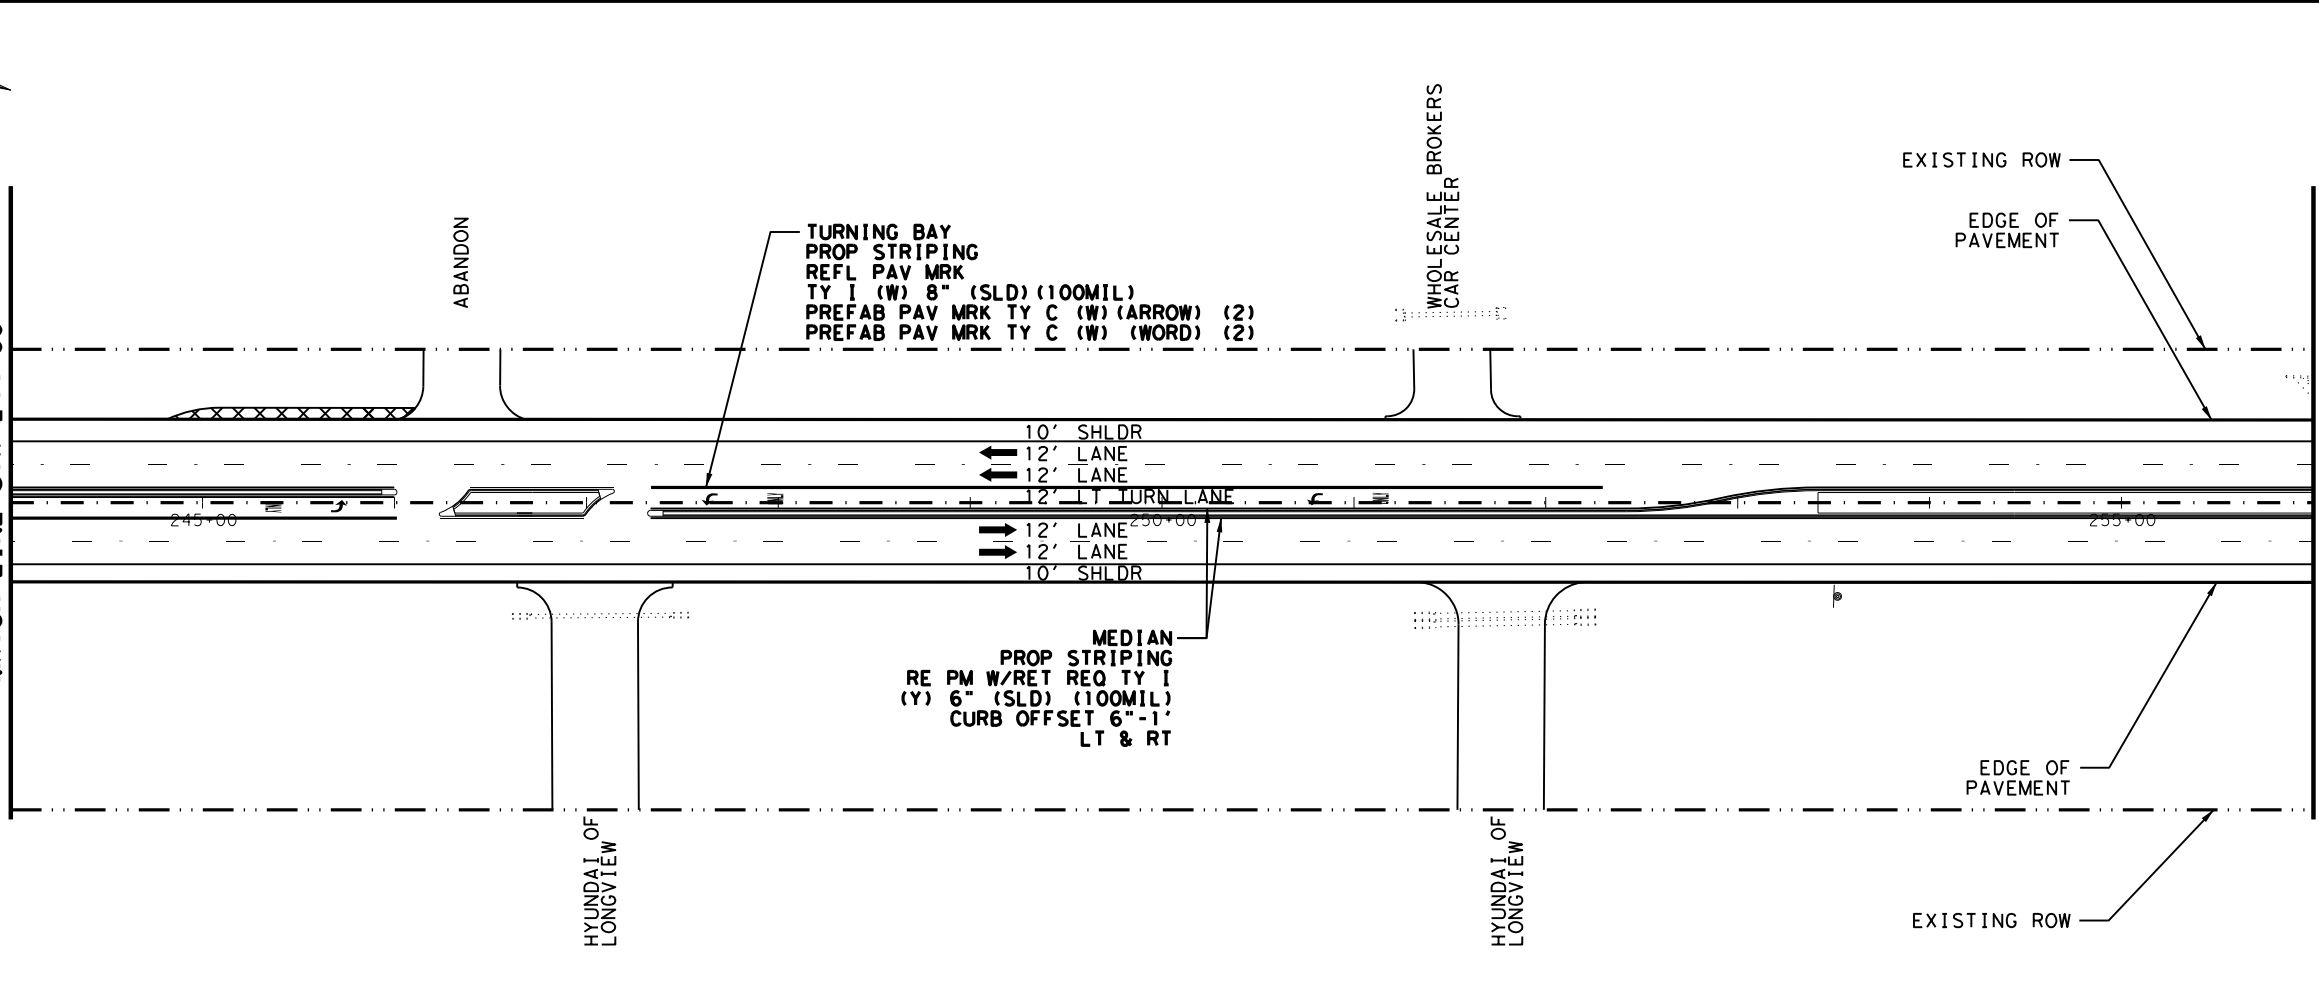 WHOLESALE BROKERS
CAR CENTER
ABANDON
EXISTING ROW
EDGE OF
PAVEMENT
TURNING BAY
PROP STRIPING
REFL PAV MRK
TY I (W) 8" (SLD)(100MIL)
PREFAB PAV MRK TY C (W)(ARROW) (2)
PREFAB PAV MRK TY C (W) (WORD) (2)
10' SHLDR
12' LANE
12' LANE
12' LT TURN LANE
245+00
250+00
255+00
12' LANE
12' LANE
10' SHLDR
MEDIAN
PROP STRIPING
RE PM W/RET REQ TY I
(Y) 6" (SLD) (100MIL)
CURB OFFSET 6"-1'
LT & RT
EDGE OF
PAVEMENT
EXISTING ROW
HYUNDAI OF
LONGVIEW
HYUNDAI OF
LONGVIEW